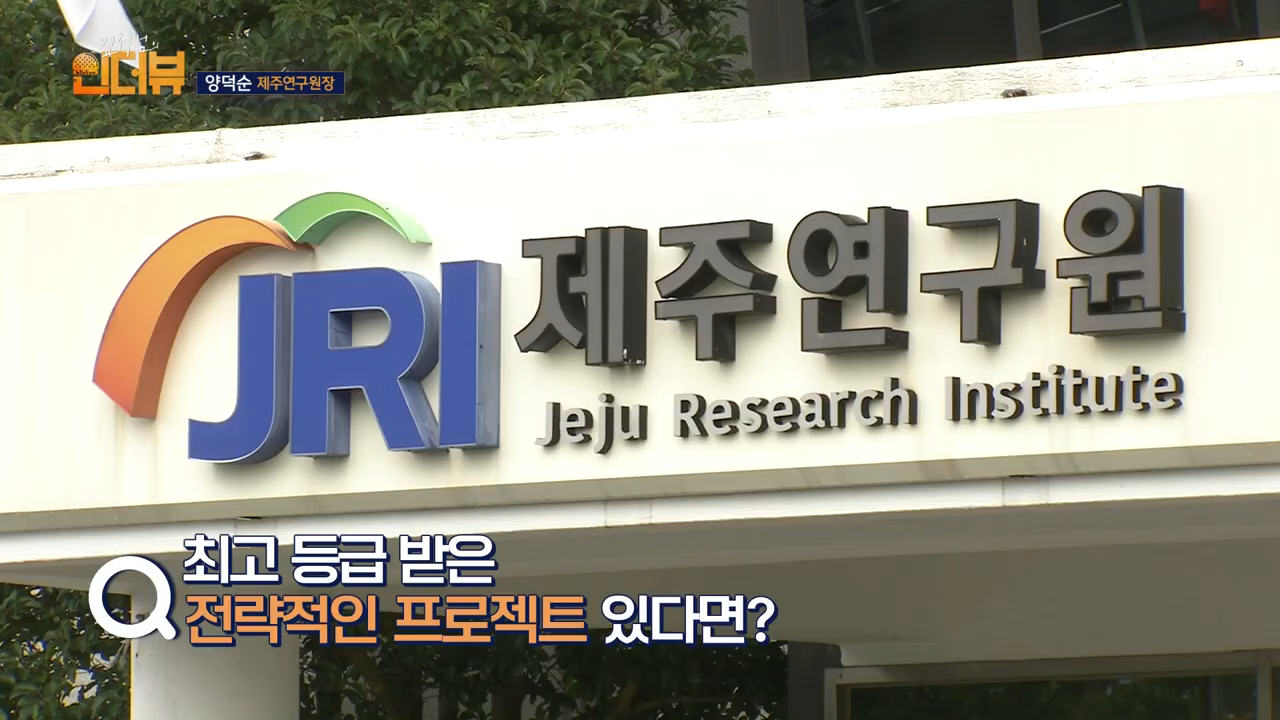 인터뷰
양덕순 제주연구원장
JRI 제주연구원
Jeju Research Institute
Q 최고 등급 받은
전략적인 프로젝트 있다면?